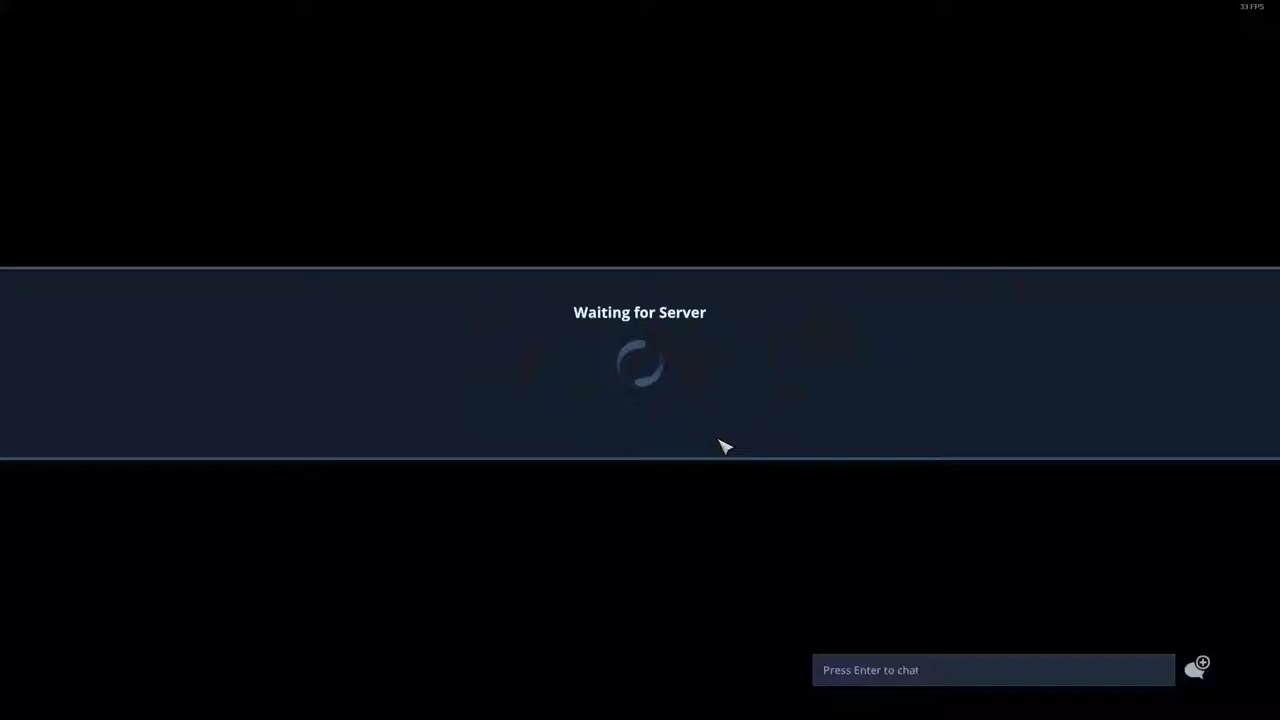 33 FPS
Waiting for Server
Press Enter to chat